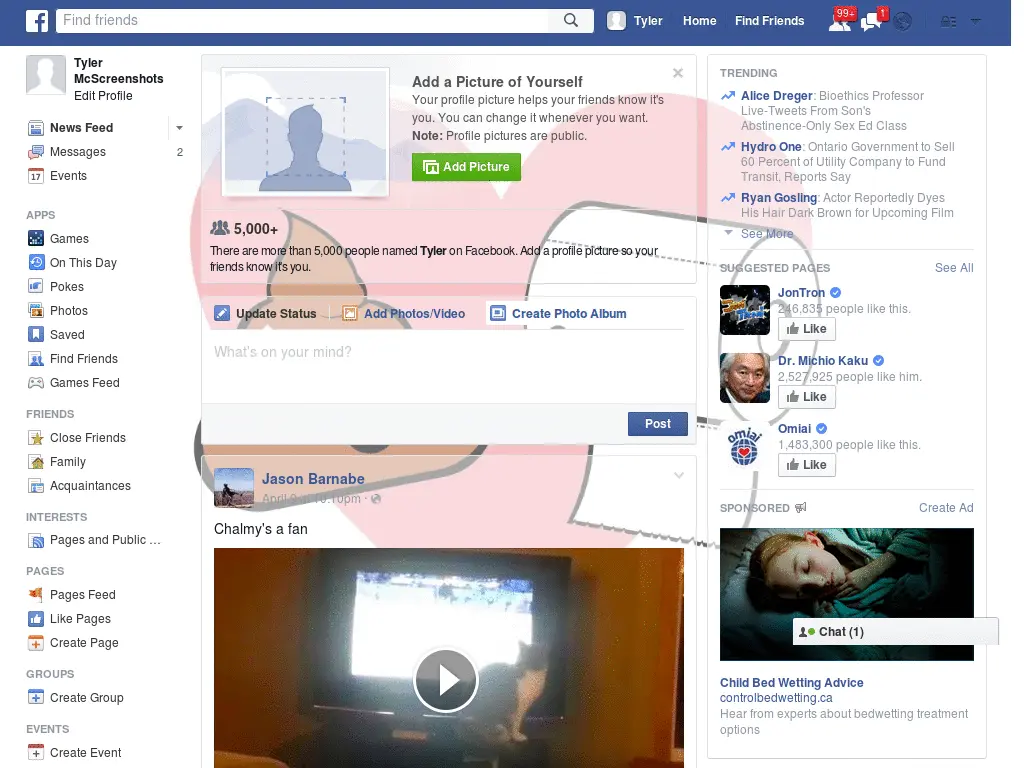 Find friends
Tyler
Home
Find Friends
99+
1
Tyler
McScreenshots
Edit Profile
News Feed
Messages 2
17 Events
APPS
Games
On This Day
Pokes
Photos
Saved
Find Friends
Games Feed
FRIENDS
Close Friends
Family
Acquaintances
INTERESTS
Pages and Public ...
PAGES
Pages Feed
Like Pages
Create Page
GROUPS
Create Group
EVENTS
Create Event
Add a Picture of Yourself
Your profile picture helps your friends know it's
you. You can change it whenever you want.
Note: Profile pictures are public.
Add Picture
5,000+
There are more than 5,000 people named Tyler on Facebook. Add a profile picture so your
friends know it's you.
Update Status
Add Photos/Video
Create Photo Album
What's on your mind?
Post
Jason Barnabe
April 9 at 10:10pm ·
Chalmy's a fan
TRENDING
Alice Dreger: Bioethics Professor
Live-Tweets From Son's
Abstinence-Only Sex Ed Class
Hydro One: Ontario Government to Sell
60 Percent of Utility Company to Fund
Transit, Reports Say
Ryan Gosling: Actor Reportedly Dyes
His Hair Dark Brown for Upcoming Film
See More
SUGGESTED PAGES See All
JonTron
246,835 people like this.
Like
Dr. Michio Kaku
2,527,925 people like him.
Like
omiai
Omiai
1,483,300 people like this.
Like
SPONSORED Create Ad
Chat (1)
Child Bed Wetting Advice
controlbedwetting.ca
Hear from experts about bedwetting treatment
options